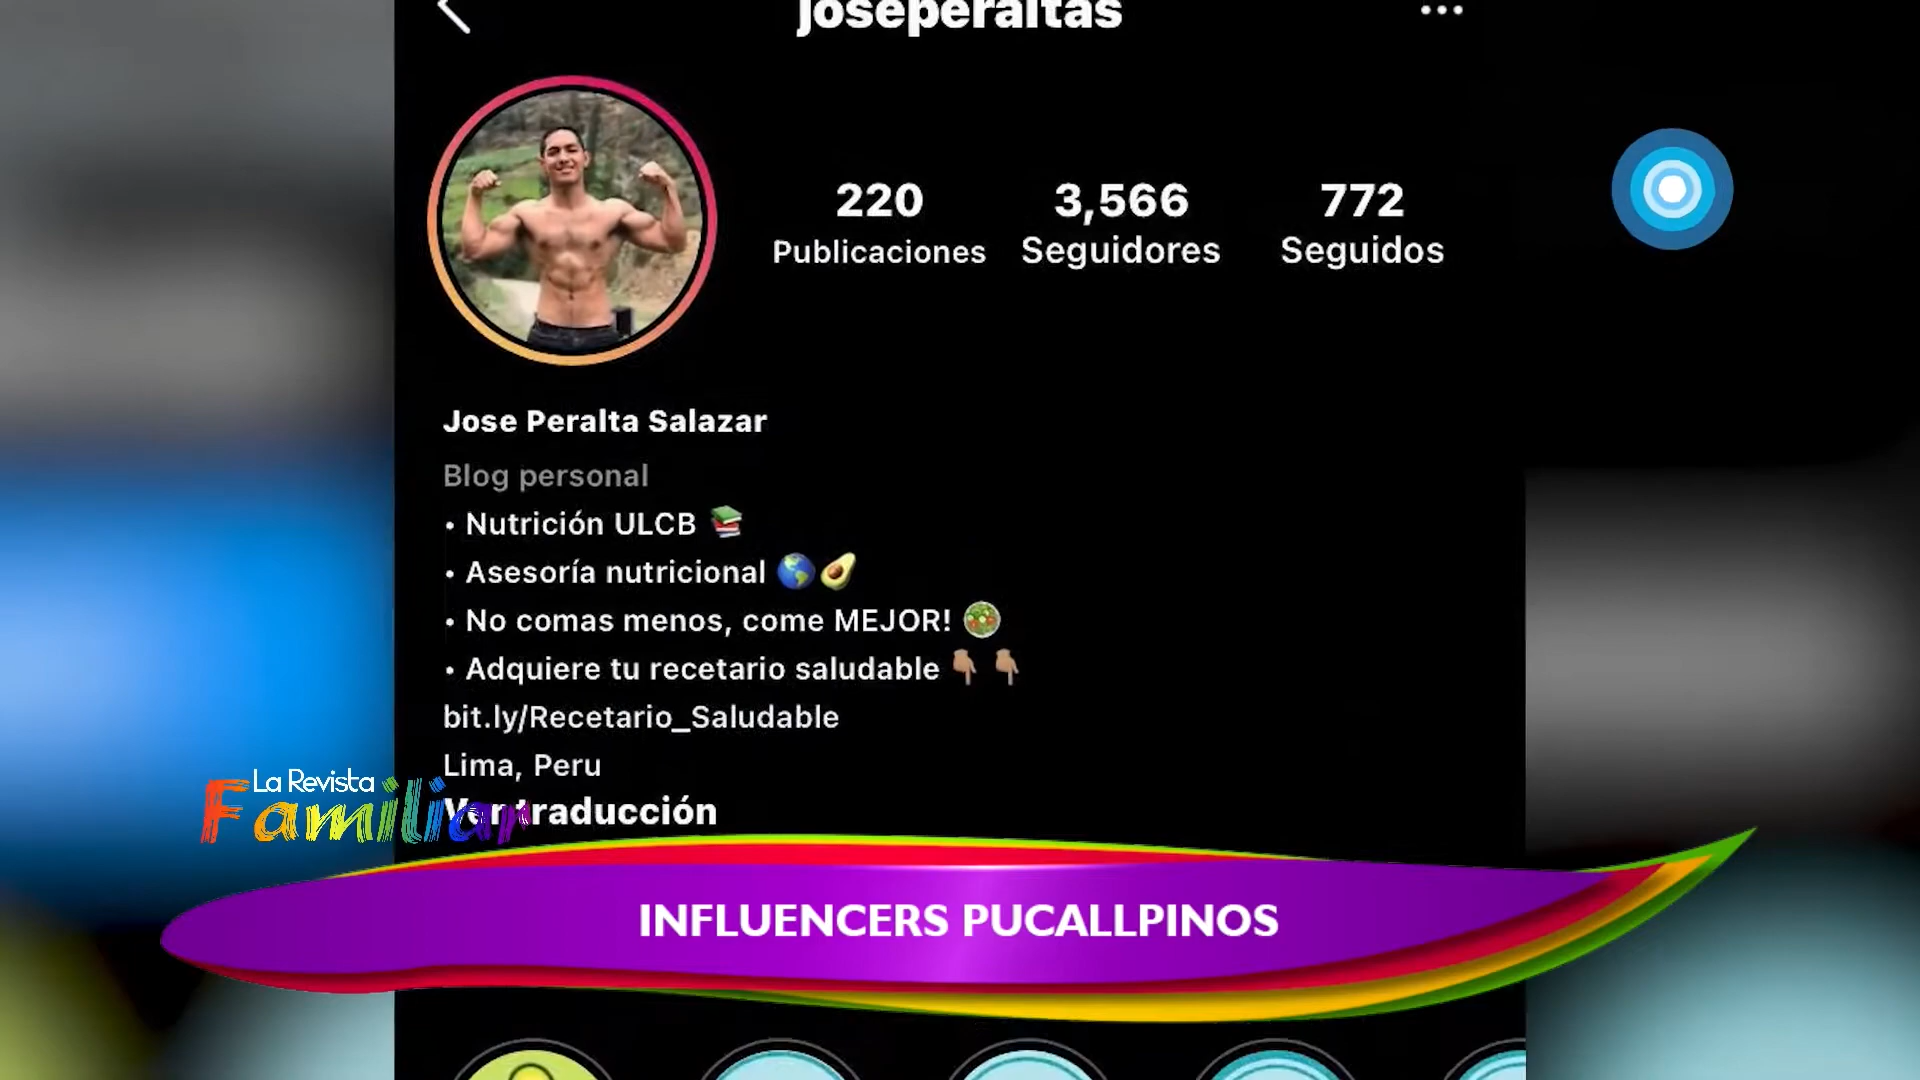 joseperaltas
220
3,566
772
Publicaciones
Seguidores
Seguidos
Jose Peralta Salazar
Blog personal
• Nutrición ULCB 📚
• Asesoría nutricional 🌎🥑
• No comas menos, come MEJOR! 🥗
• Adquiere tu recetario saludable 👇🏽👇🏽
bit.ly/Recetario_Saludable
Lima, Peru
Ver traducción
La Revista
Familiar
INFLUENCERS PUCALLPINOS